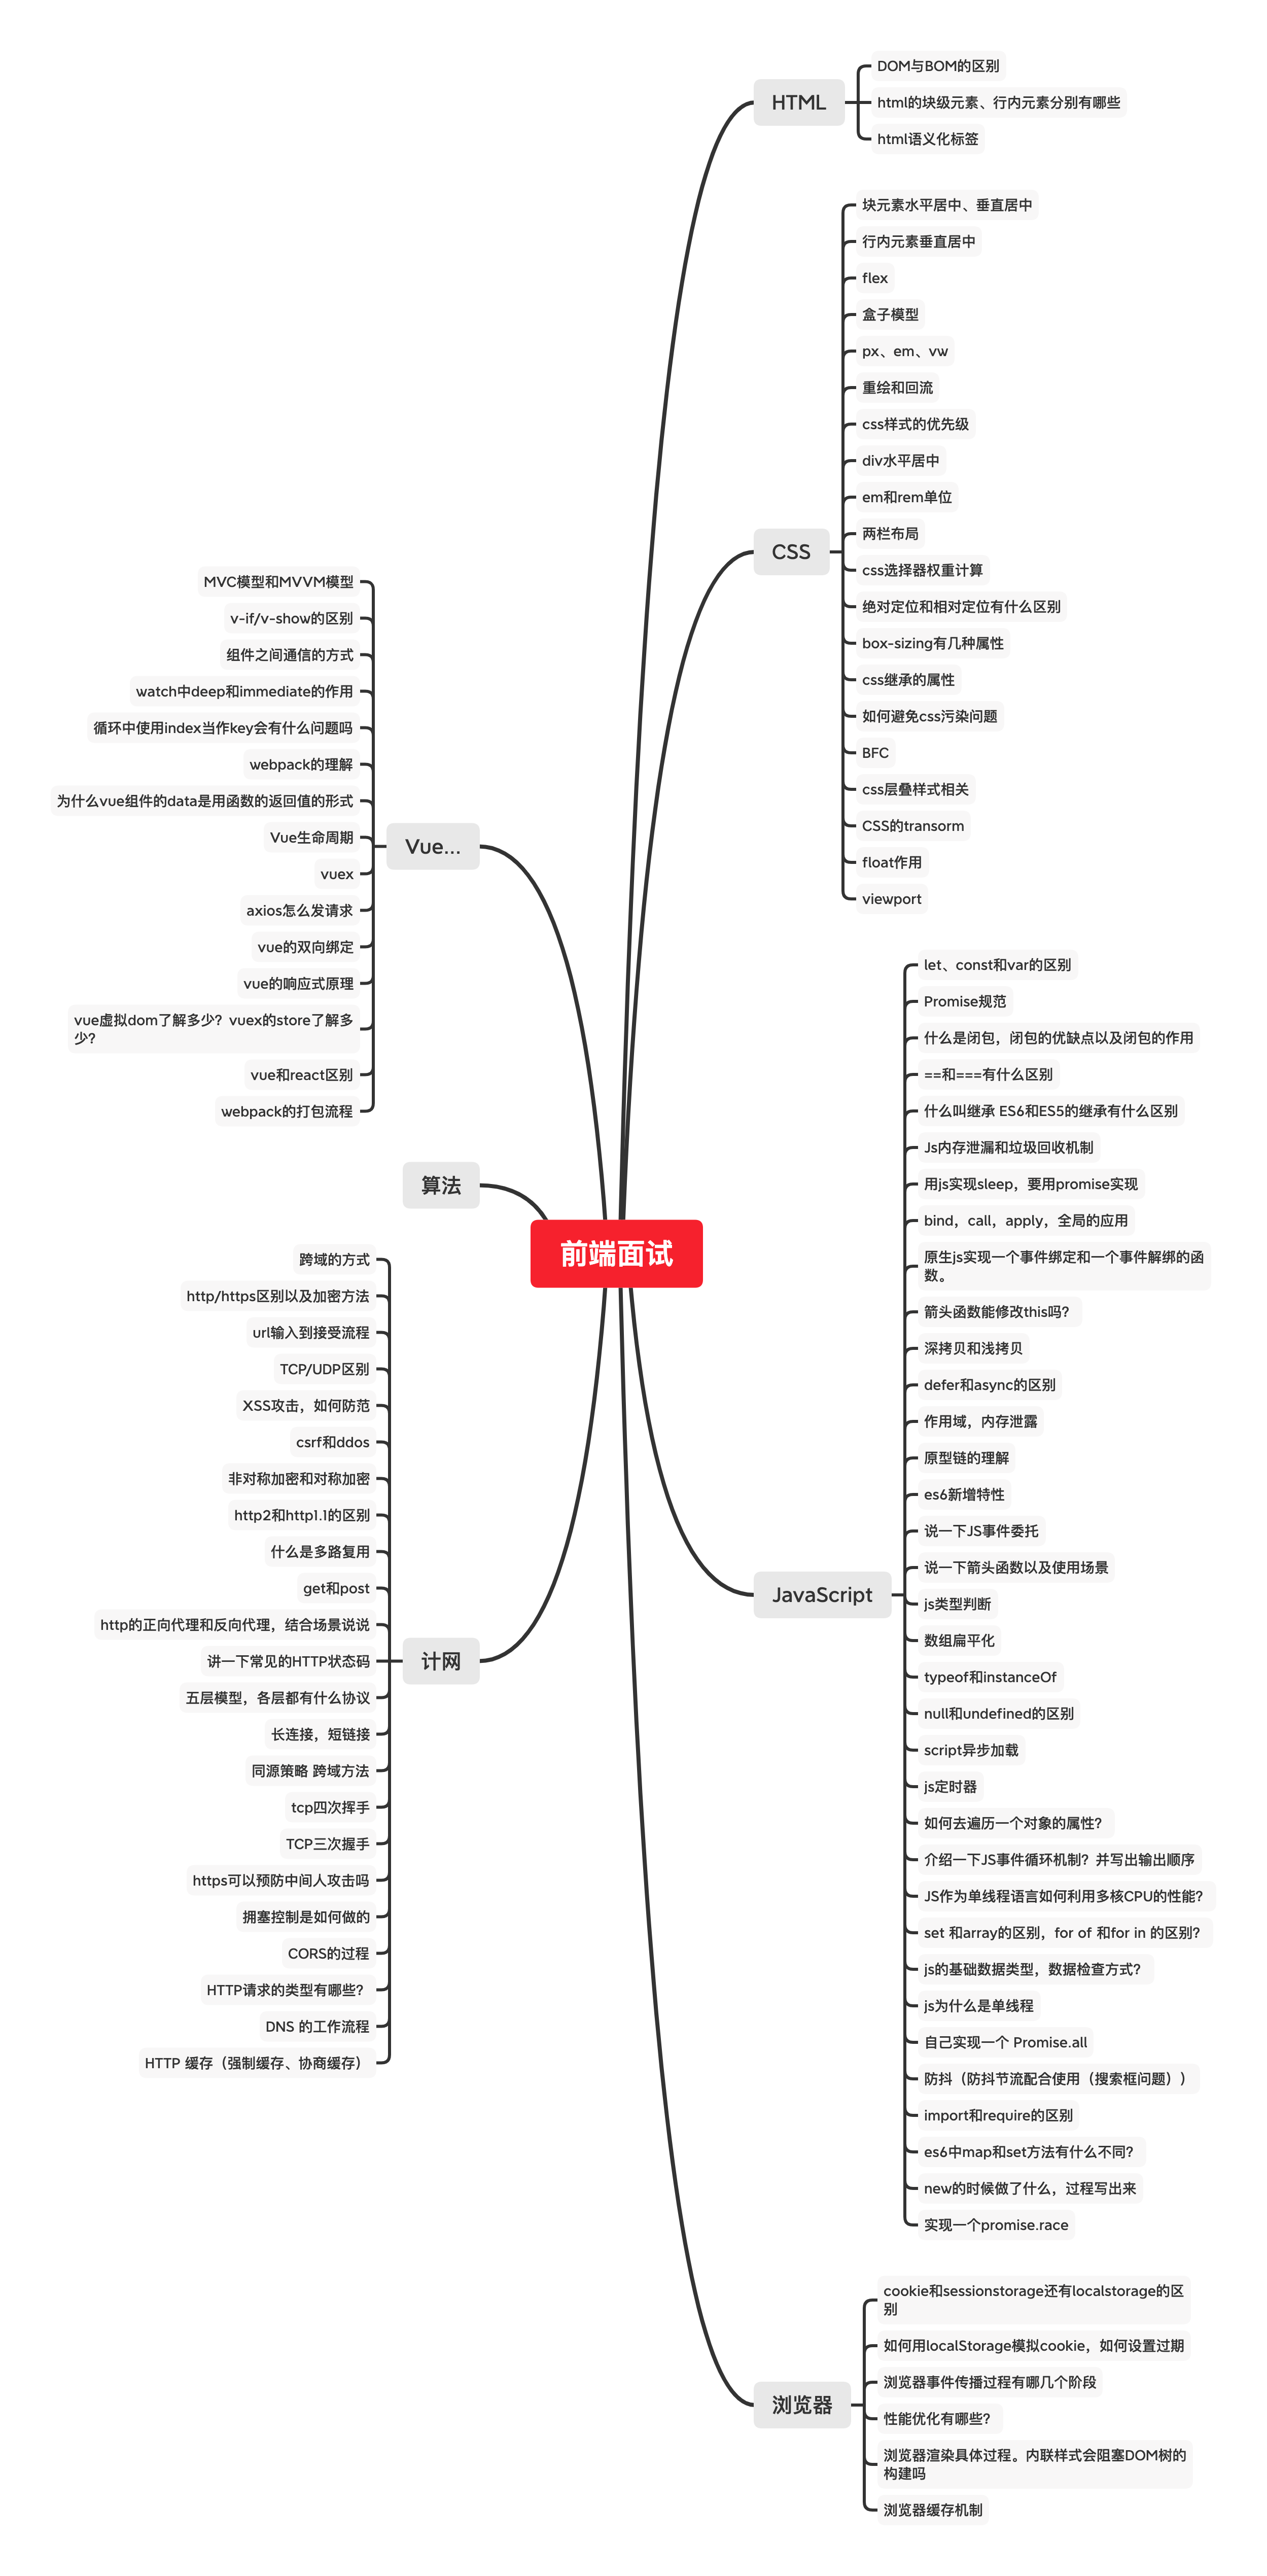 前端面试
HTML
DOM与BOM的区别
html的块级元素、行内元素分别有哪些
html语义化标签
CSS
块元素水平居中、垂直居中
行内元素垂直居中
flex
盒子模型
px、em、vw
重绘和回流
css样式的优先级
div水平居中
em和rem单位
两栏布局
css选择器权重计算
绝对定位和相对定位有什么区别
box-sizing有几种属性
css继承的属性
如何避免css污染问题
BFC
css层叠样式相关
CSS的transorm
float作用
viewport
JavaScript
let、const和var的区别
Promise规范
什么是闭包，闭包的优缺点以及闭包的作用
==和===有什么区别
什么叫继承 ES6和ES5的继承有什么区别
Js内存泄漏和垃圾回收机制
用js实现sleep，要用promise实现
bind，call，apply，全局的应用
原生js实现一个事件绑定和一个事件解绑的函
数。
箭头函数能修改this吗？
深拷贝和浅拷贝
defer和async的区别
作用域，内存泄露
原型链的理解
es6新增特性
说一下JS事件委托
说一下箭头函数以及使用场景
js类型判断
数组扁平化
typeof和instanceOf
null和undefined的区别
script异步加载
js定时器
如何去遍历一个对象的属性？
介绍一下JS事件循环机制？并写出输出顺序
JS作为单线程语言如何利用多核CPU的性能？
set 和array的区别，for of 和for in 的区别？
js的基础数据类型，数据检查方式？
js为什么是单线程
自己实现一个 Promise.all
防抖（防抖节流配合使用（搜索框问题））
import和require的区别
es6中map和set方法有什么不同？
new的时候做了什么，过程写出来
实现一个promise.race
浏览器
cookie和sessionstorage还有localstorage的区
别
如何用localStorage模拟cookie，如何设置过期
浏览器事件传播过程有哪几个阶段
性能优化有哪些？
浏览器渲染具体过程。内联样式会阻塞DOM树的
构建吗
浏览器缓存机制
Vue...
MVC模型和MVVM模型
v-if/v-show的区别
组件之间通信的方式
watch中deep和immediate的作用
循环中使用index当作key会有什么问题吗
webpack的理解
为什么vue组件的data是用函数的返回值的形式
Vue生命周期
vuex
axios怎么发请求
vue的双向绑定
vue的响应式原理
vue虚拟dom了解多少？vuex的store了解多
少？
vue和react区别
webpack的打包流程
算法
计网
跨域的方式
http/https区别以及加密方法
url输入到接受流程
TCP/UDP区别
XSS攻击，如何防范
csrf和ddos
非对称加密和对称加密
http2和http1.1的区别
什么是多路复用
get和post
http的正向代理和反向代理，结合场景说说
讲一下常见的HTTP状态码
五层模型，各层都有什么协议
长连接，短链接
同源策略 跨域方法
tcp四次挥手
TCP三次握手
https可以预防中间人攻击吗
拥塞控制是如何做的
CORS的过程
HTTP请求的类型有哪些？
DNS 的工作流程
HTTP 缓存（强制缓存、协商缓存）